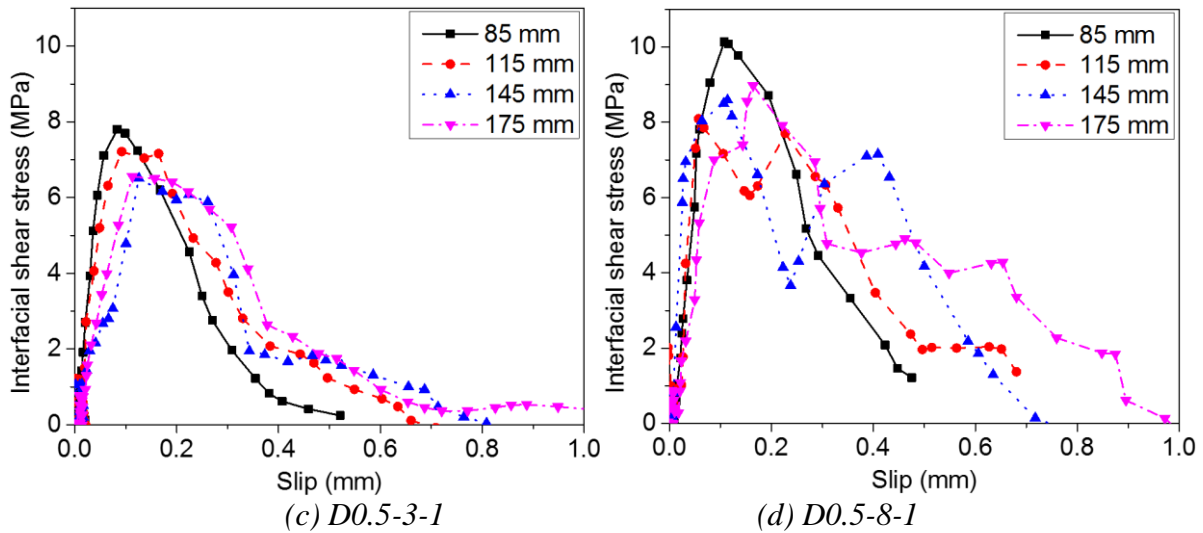 10
8
6
4
2
0
Interfacial shear stress (MPa)
85 mm
115 mm
145 mm
175 mm
0.0 0.2 0.4 0.6 0.8 1.0
Slip (mm)
(c) D0.5-3-1
10
8
6
4
2
0
Interfacial shear stress (MPa)
85 mm
115 mm
145 mm
175 mm
0.0 0.2 0.4 0.6 0.8 1.0
Slip (mm)
(d) D0.5-8-1